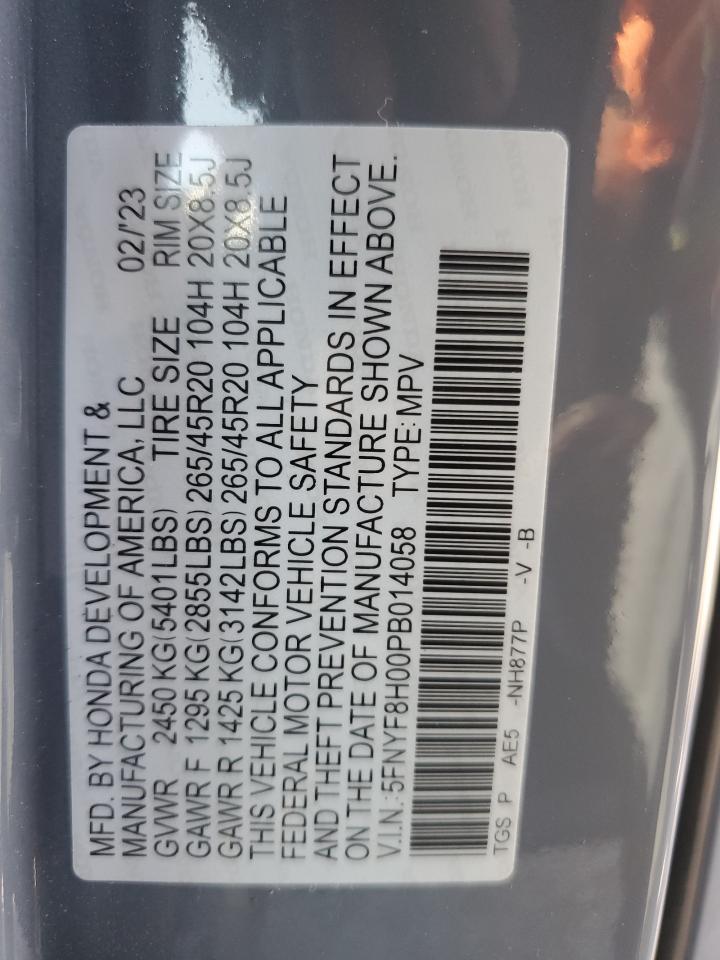 MFD. BY HONDA DEVELOPMENT &
MANUFACTURING OF AMERICA, LLC 02/'23
GVWR 2450 KG(5401LBS) TIRE SIZE RIM SIZE
GAWR F 1295 KG(2855LBS) 265/45R20 104H 20X8.5J
GAWR R 1425 KG(3142LBS) 265/45R20 104H 20X8.5J
THIS VEHICLE CONFORMS TO ALL APPLICABLE
FEDERAL MOTOR VEHICLE SAFETY
AND THEFT PREVENTION STANDARDS IN EFFECT
ON THE DATE OF MANUFACTURE SHOWN ABOVE.
V.I.N.:5FNYF8H00PB014058 TYPE:MPV
TGS P AE5 -NH877P -V -B